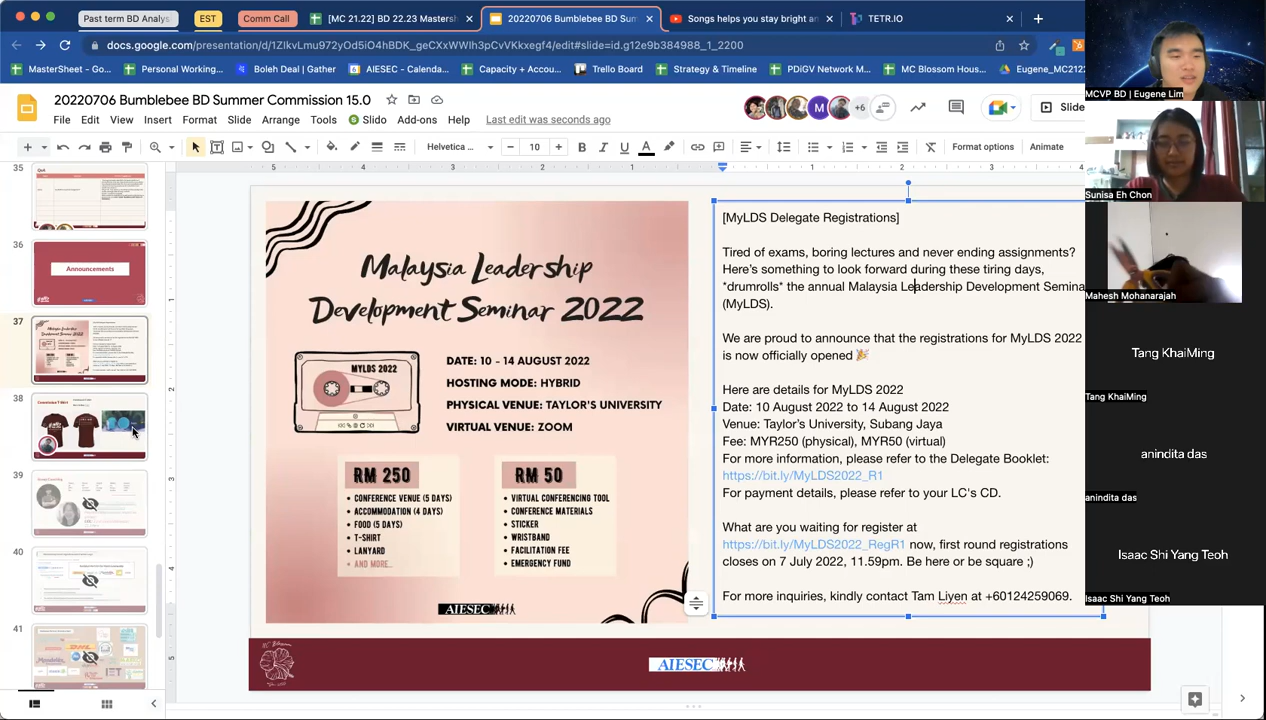 Past term BD Analys
EST
Comm Call
[MC 21.22] BD 22.23 Mastersh
20220706 Bumblebee BD Sum
Songs helps you stay bright an
TETR.IO
docs.google.com/presentation/d/1ZIkvLmu972yOd5iO4hBDK_geCXxWWIh3pCvVKkxegf4/edit#slide=id.g12e9b384988_1_2200
MasterSheet - Go...
Personal Working...
Boleh Deal | Gather
AIESEC - Calenda...
Capacity + Accou...
Trello Board
Strategy & Timeline
PDiGV Network M...
MC Blossom Hous...
Eugene_MC2122
20220706 Bumblebee BD Summer Commission 15.0
+6
Slide
File Edit View Insert Format Slide Arrange Tools Slido Add-ons Help Last edit was seconds ago
Helvetica ...
10
Format options
Animate
35
QnA
36
Announcements
37
38
39
40
41
Malaysia Leadership
Development Seminar 2022
MYLDS 2022
DATE: 10 - 14 AUGUST 2022
HOSTING MODE: HYBRID
PHYSICAL VENUE: TAYLOR'S UNIVERSITY
VIRTUAL VENUE: ZOOM
RM 250
• CONFERENCE VENUE (5 DAYS)
• ACCOMMODATION (4 DAYS)
• FOOD (5 DAYS)
• T-SHIRT
• LANYARD
• AND MORE...
RM 50
• VIRTUAL CONFERENCING TOOL
• CONFERENCE MATERIALS
• STICKER
• WRISTBAND
• FACILITATION FEE
• EMERGENCY FUND
AIESEC
[MyLDS Delegate Registrations]
Tired of exams, boring lectures and never ending assignments?
Here's something to look forward during these tiring days,
*drumrolls* the annual Malaysia Leadership Development Semina
(MyLDS).
We are proud to announce that the registrations for MyLDS 2022
is now officially opened 🎉
Here are details for MyLDS 2022
Date: 10 August 2022 to 14 August 2022
Venue: Taylor's University, Subang Jaya
Fee: MYR250 (physical), MYR50 (virtual)
For more information, please refer to the Delegate Booklet:
https://bit.ly/MyLDS2022_R1
For payment details, please refer to your LC's CD.
What are you waiting for register at
https://bit.ly/MyLDS2022_RegR1 now, first round registrations
closes on 7 July 2022, 11.59pm. Be here or be square ;)
For more inquiries, kindly contact Tam Liyen at +60124259069.
AIESEC
MCVP BD | Eugene Lim
Sunisa Eh Chon
Mahesh Mohanarajah
Tang KhaiMing
Tang KhaiMing
anindita das
anindita das
Isaac Shi Yang Teoh
Isaac Shi Yang Teoh